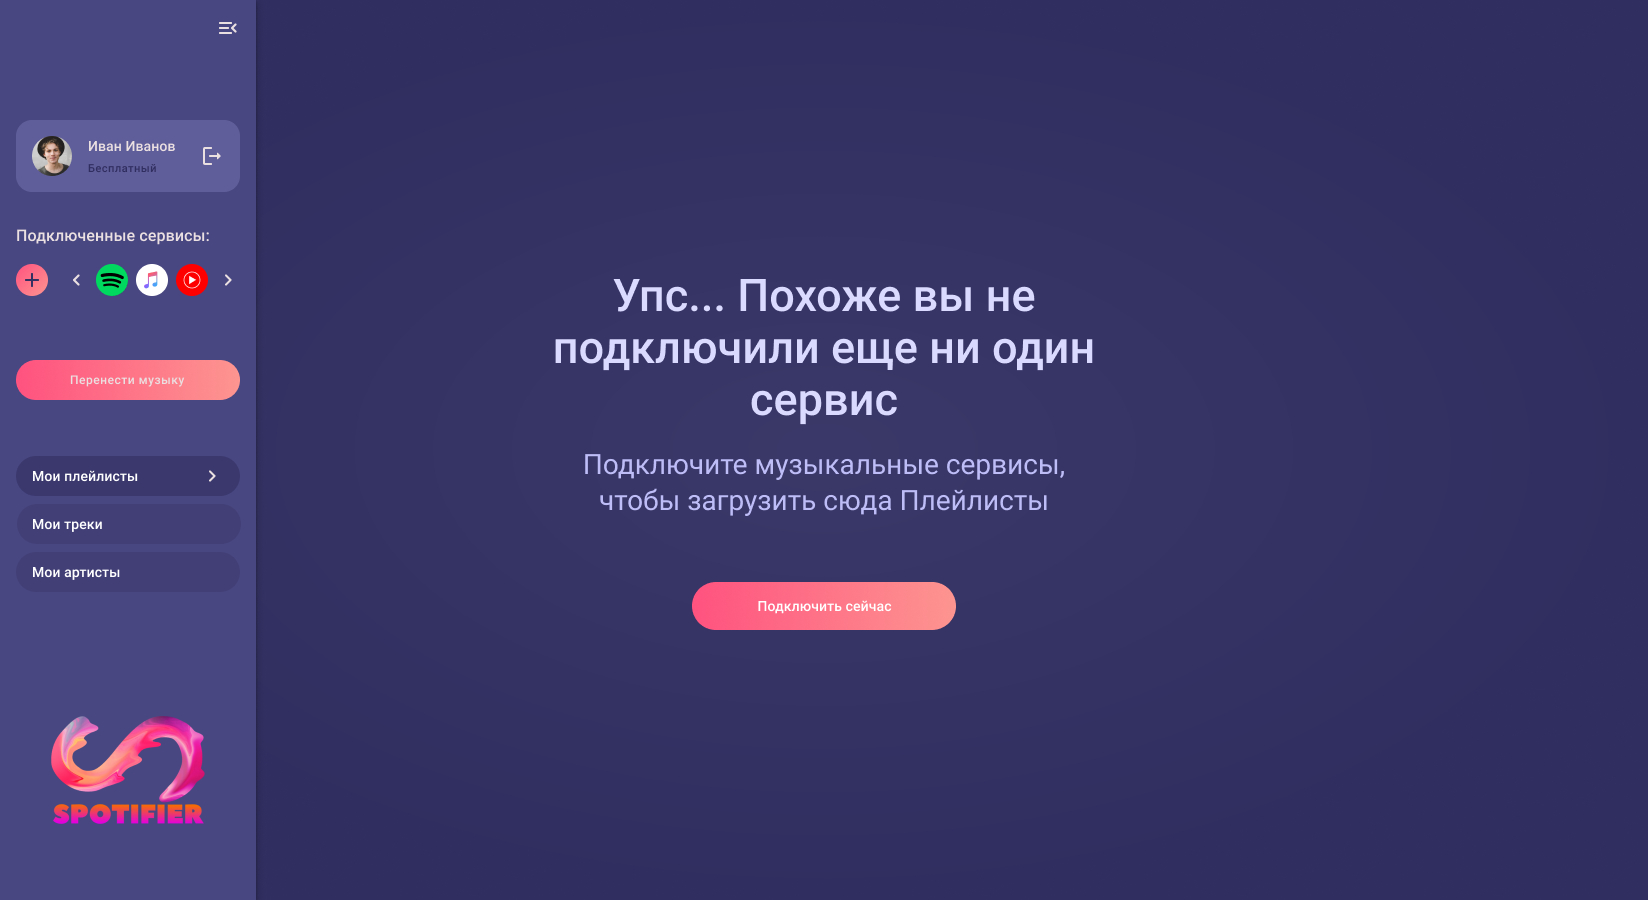 Иван Иванов
Бесплатный
Подключенные сервисы:
Перенести музыку
Мои плейлисты
Мои треки
Мои артисты
SPOTIFIER
Упс... Похоже вы не
подключили еще ни один
сервис
Подключите музыкальные сервисы,
чтобы загрузить сюда Плейлисты
Подключить сейчас